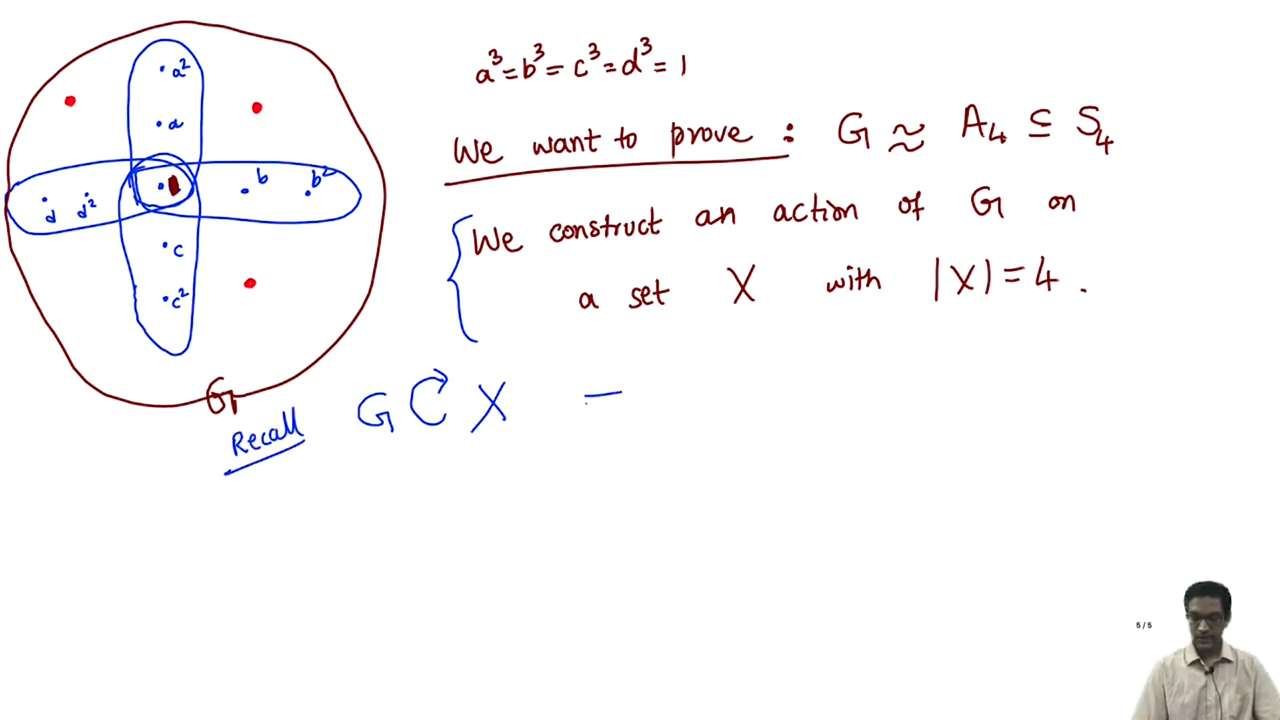 a³ = b³ = c³ = d³ = 1
We want to prove : G ≈ A₄ ⊆ S₄
We construct an action of G on
a set X with |X| = 4 .
a²
a
1
b
b²
d
d²
c
c²
G
Recall G X
5 / 5